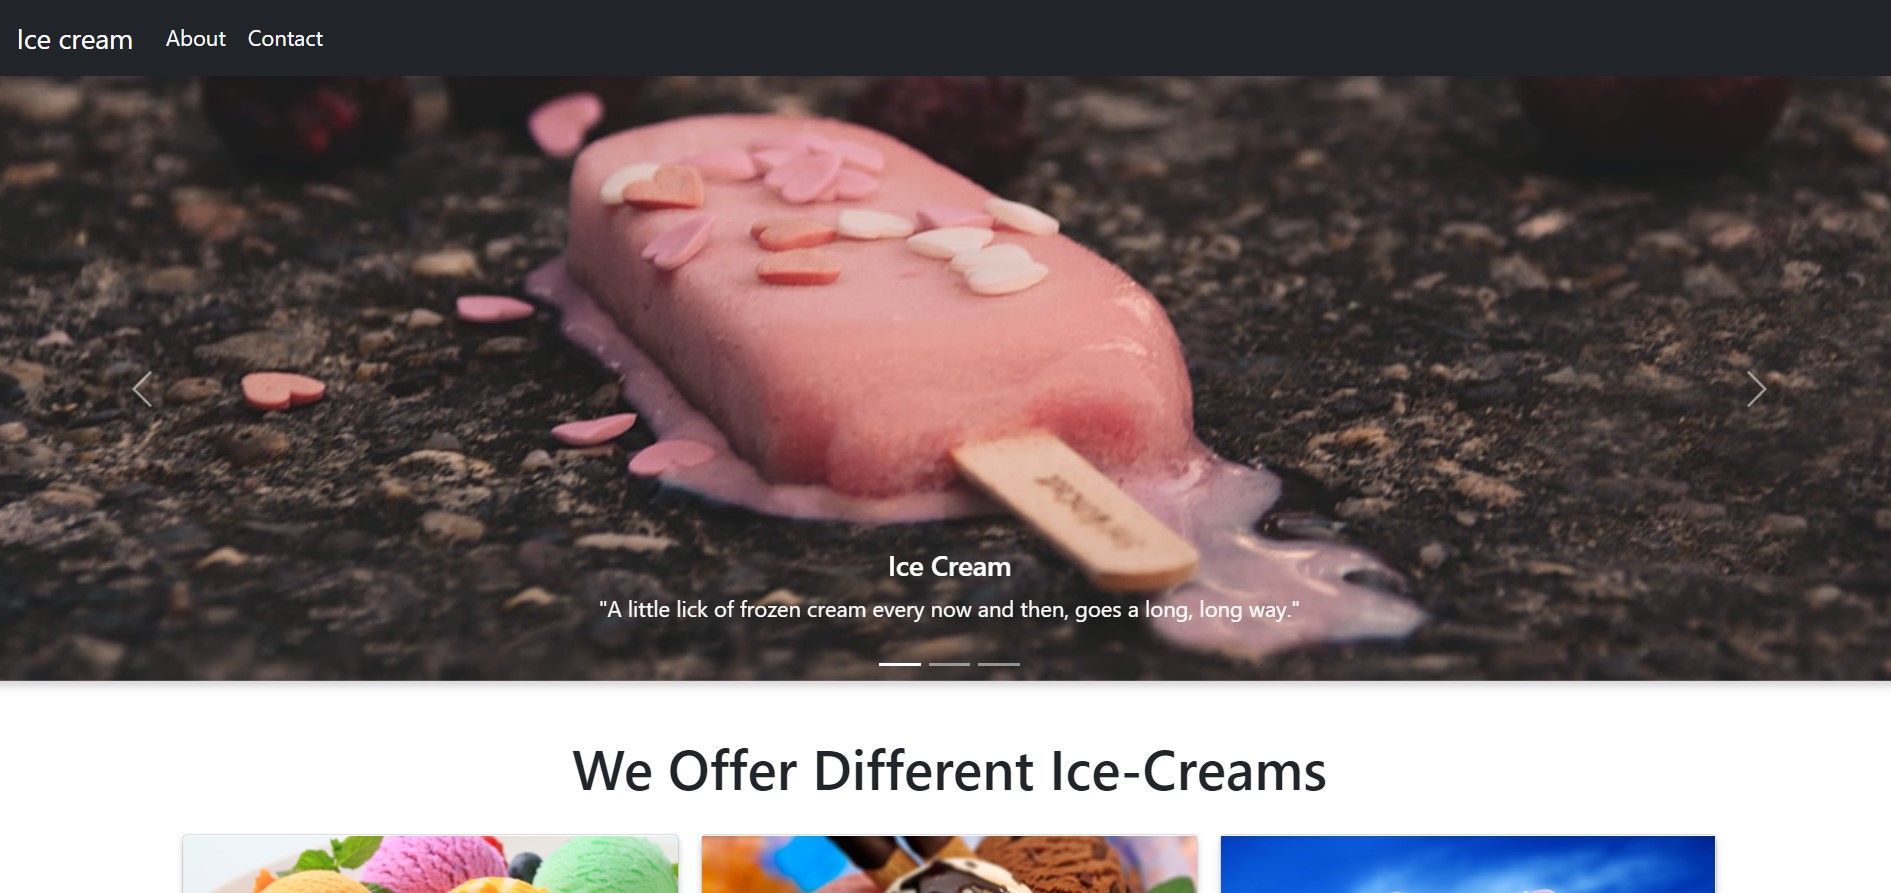 Ice cream About Contact
Ice Cream
"A little lick of frozen cream every now and then, goes a long, long way."
We Offer Different Ice-Creams